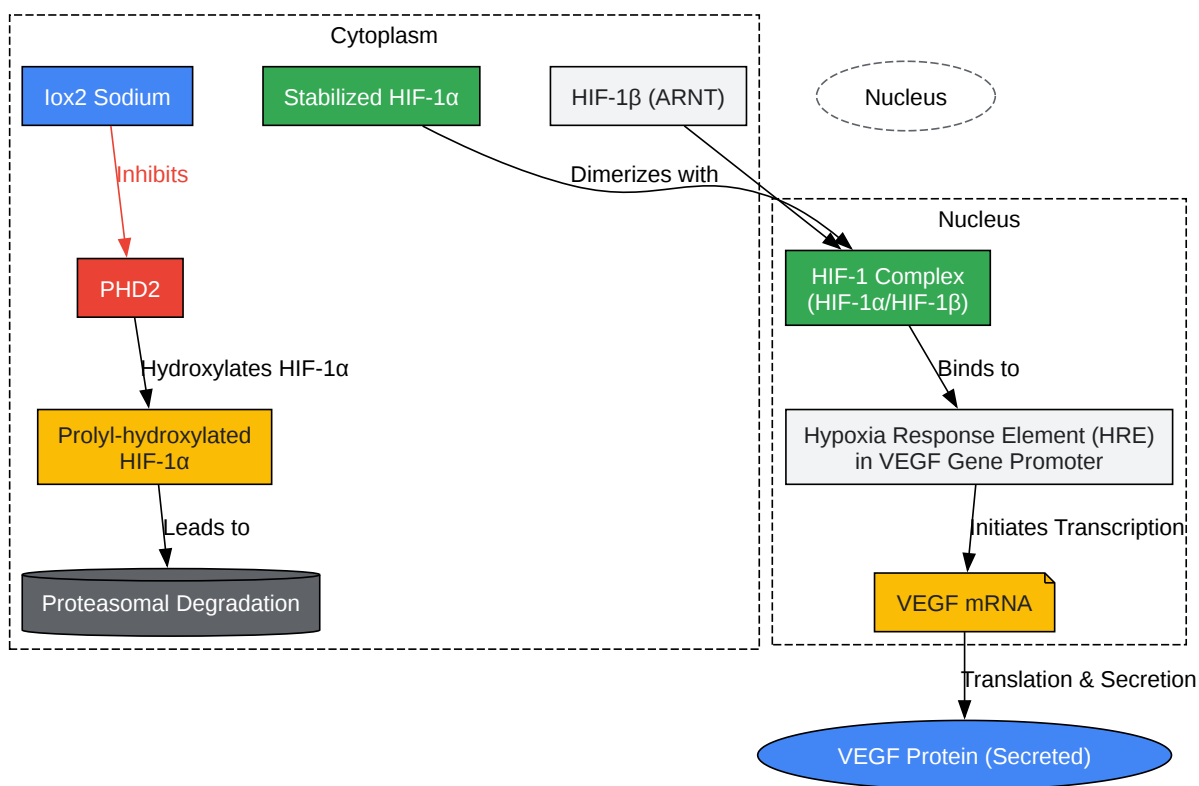 Cytoplasm
Iox2 Sodium
Stabilized HIF-1α
HIF-1β (ARNT)
Nucleus
Inhibits
Dimerizes with
Nucleus
PHD2
HIF-1 Complex
(HIF-1α/HIF-1β)
Hydroxylates HIF-1α
Binds to
Prolyl-hydroxylated
HIF-1α
Hypoxia Response Element (HRE)
in VEGF Gene Promoter
Leads to
Initiates Transcription
Proteasomal Degradation
VEGF mRNA
Translation & Secretion
VEGF Protein (Secreted)